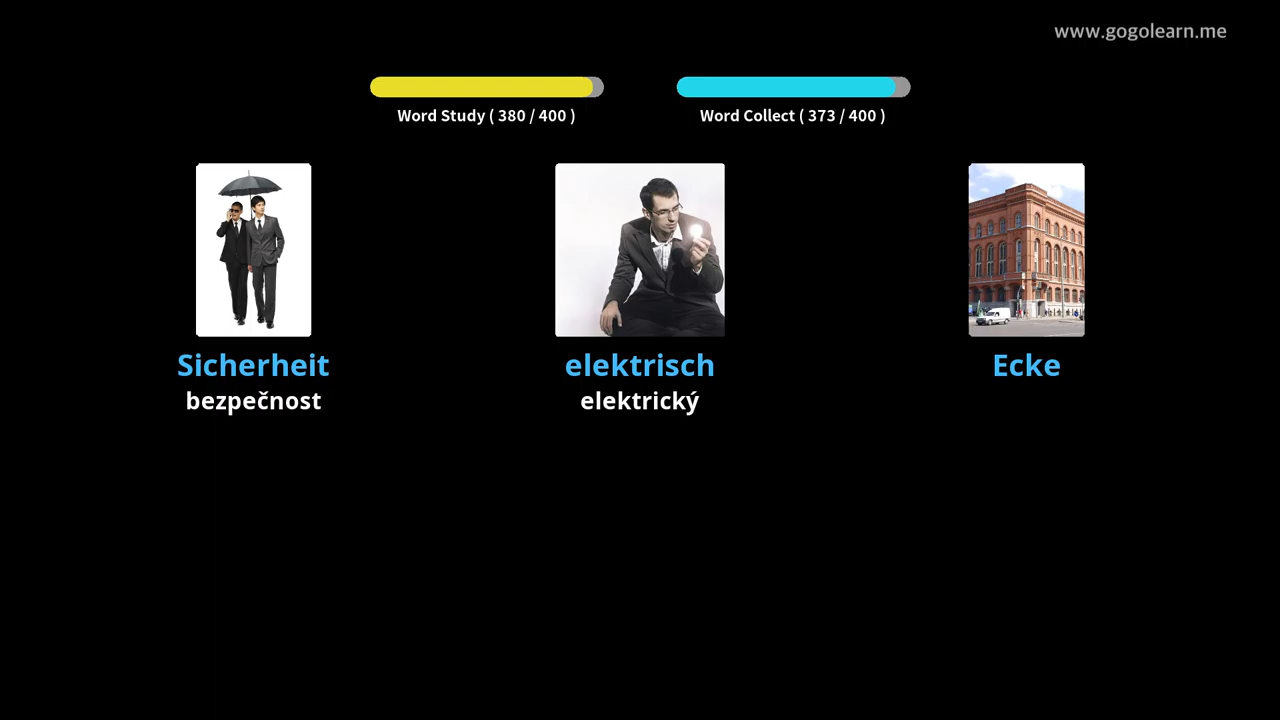 www.gogolearn.me
Word Study ( 380 / 400 )
Word Collect ( 373 / 400 )
Sicherheit
bezpečnost
elektrisch
elektrický
Ecke